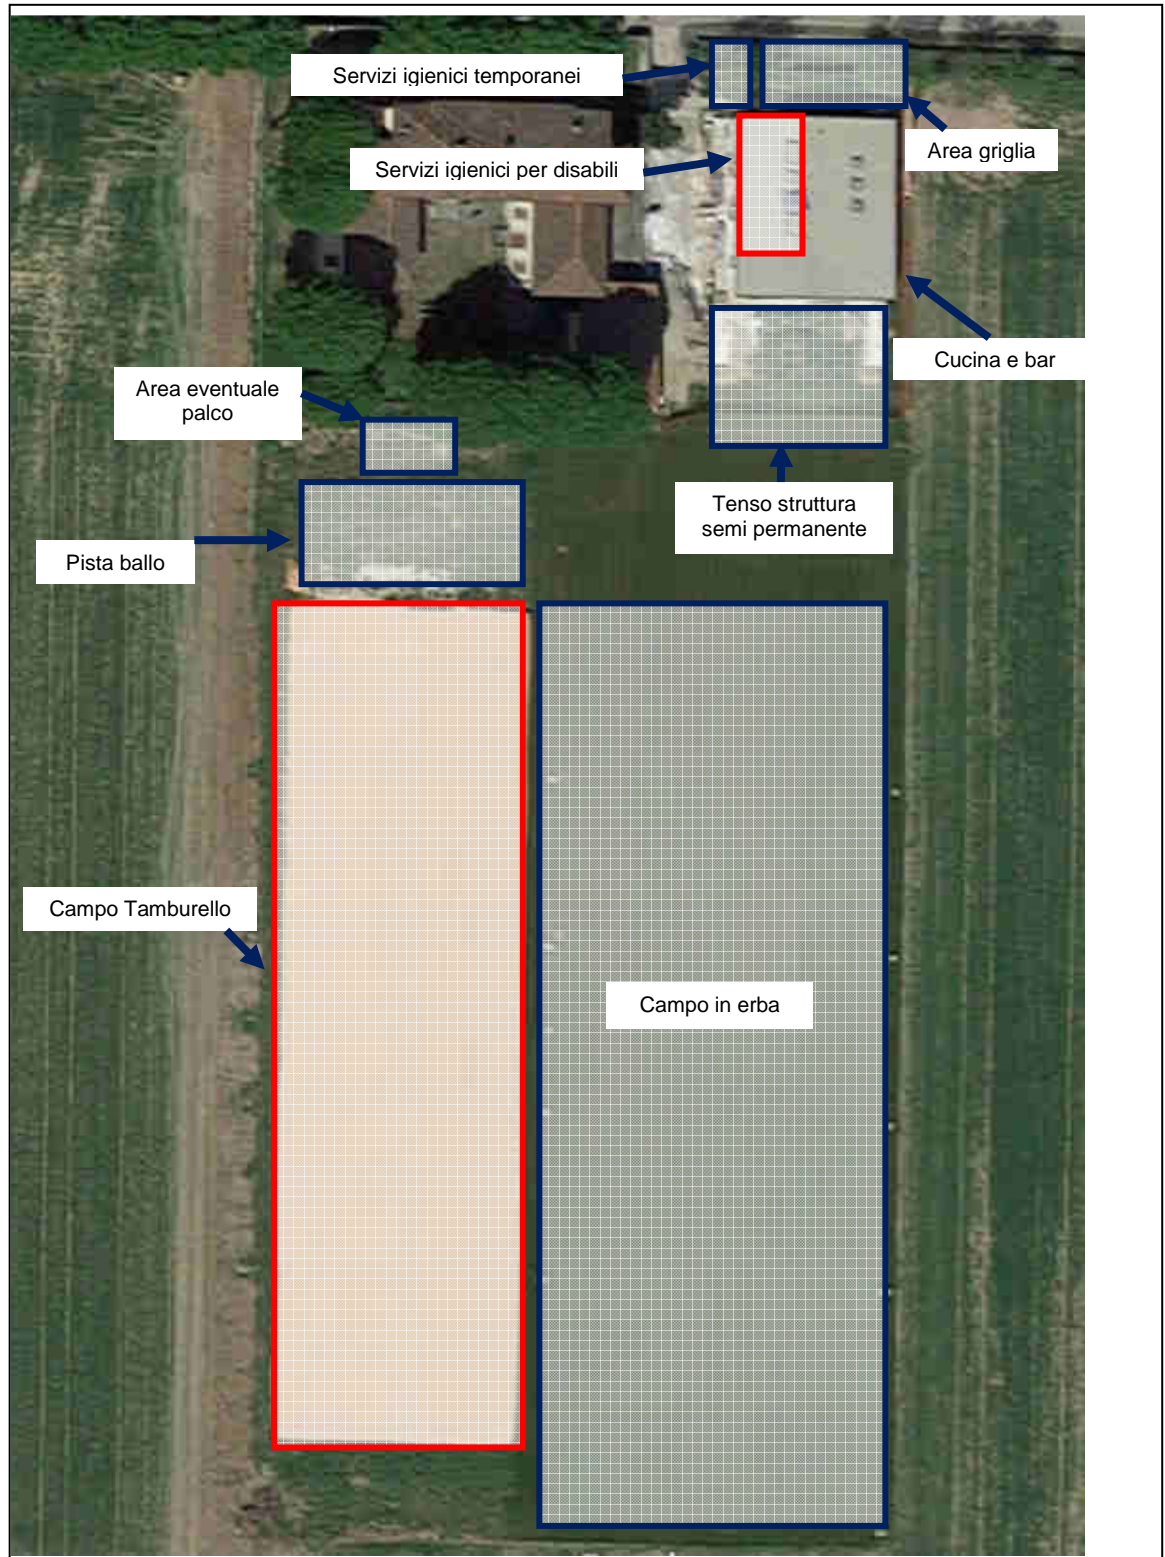 Servizi igienici temporanei
Area griglia
Servizi igienici per disabili
Cucina e bar
Area eventuale
palco
Tenso struttura
semi permanente
Pista ballo
Campo Tamburello
Campo in erba